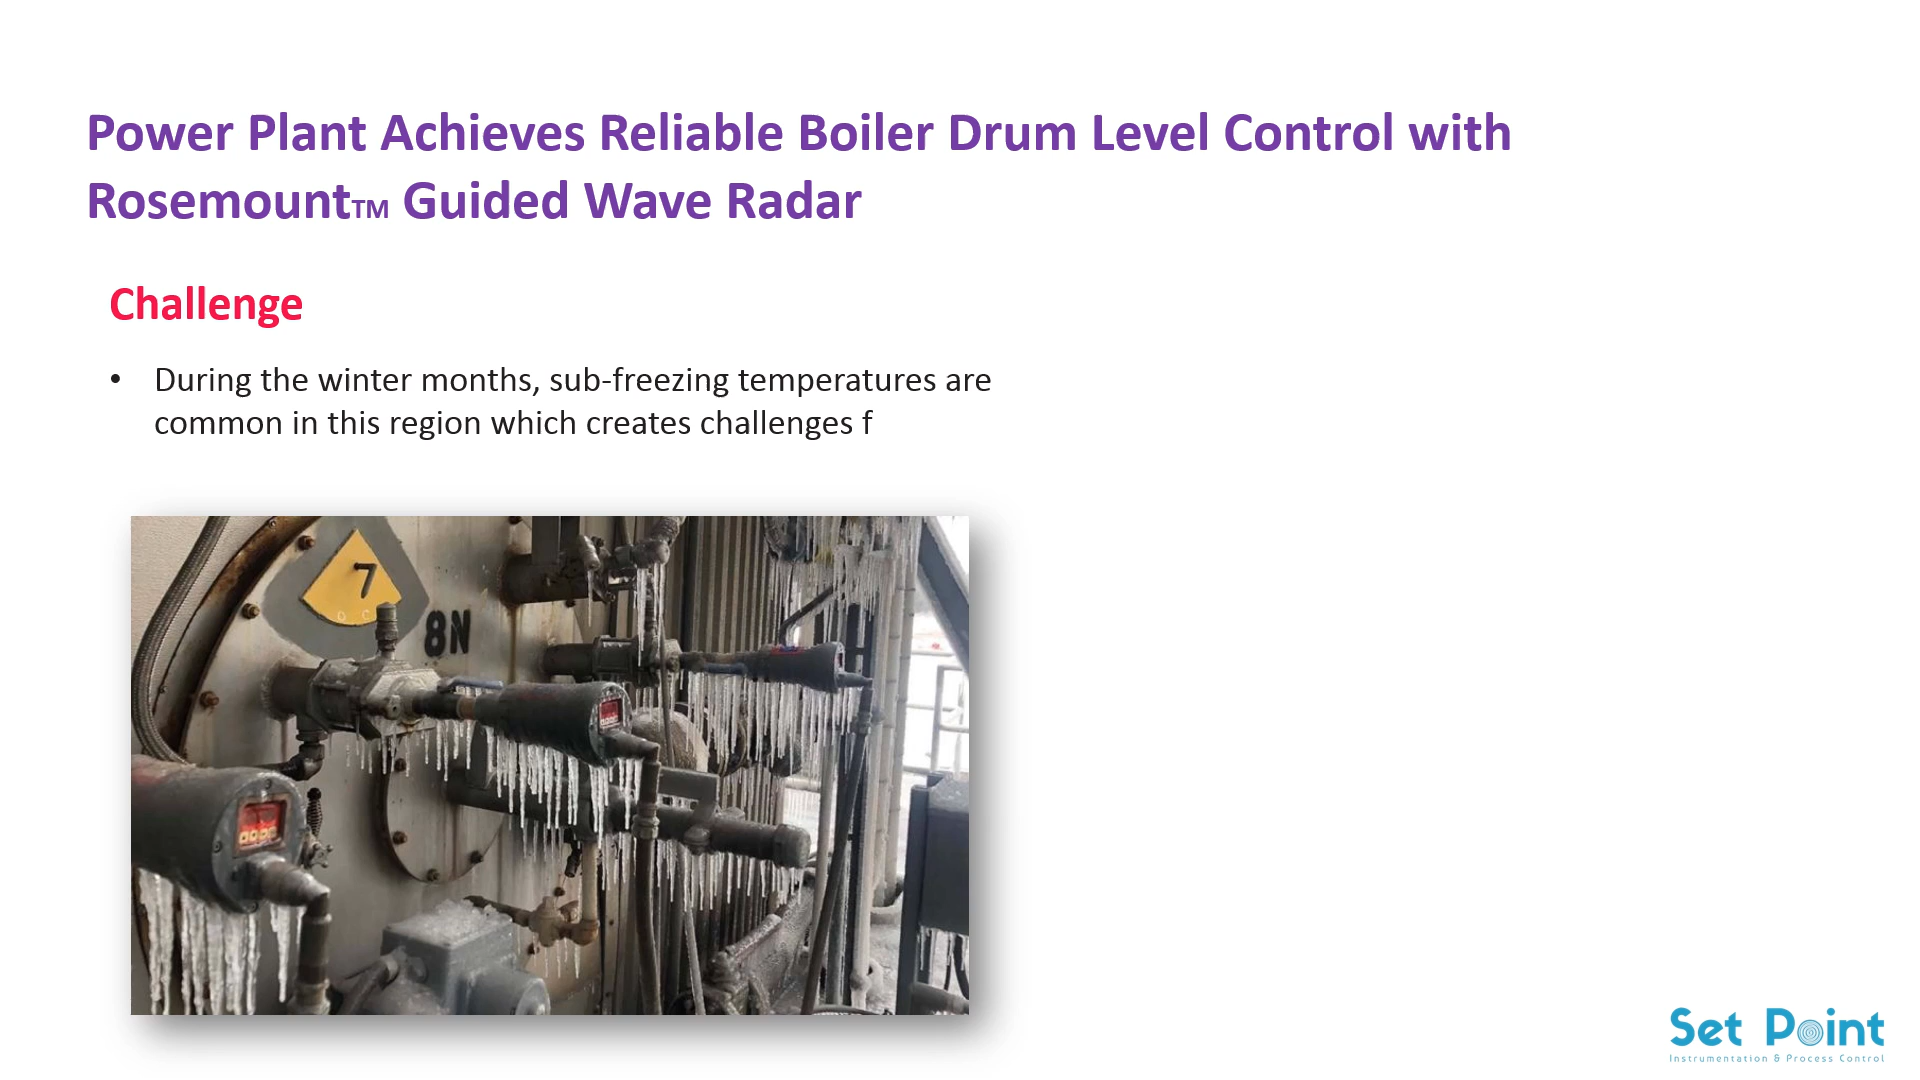 Power Plant Achieves Reliable Boiler Drum Level Control with
Rosemount™ Guided Wave Radar
Challenge
• During the winter months, sub-freezing temperatures are
common in this region which creates challenges f
7
O C
8N
Set Point
Instrumentation & Process Control